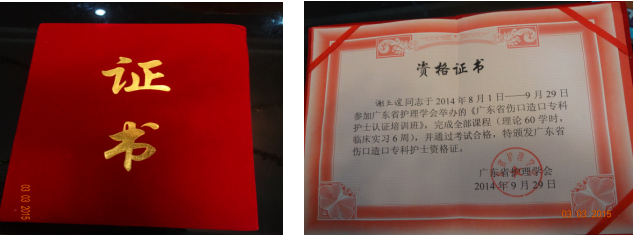 证
书
03 03 2015
资格证书
同志于2014年8月1日——9月29日
参加广东省护理学会举办的《广东省伤口造口专科
护士认证培训班》，完成全部课程（理论60学时，
临床实习6周），并通过考试合格，特颁发广东省
伤口造口专科护士资格证。
广东省护理学会
2014年9月29日
03 03 2015